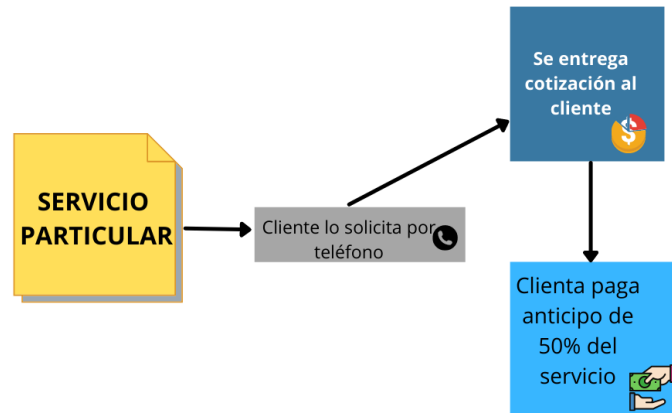 SERVICIO
PARTICULAR
Cliente lo solicita por
teléfono
Se entrega
cotización al
cliente
Clienta paga
anticipo de
50% del
servicio